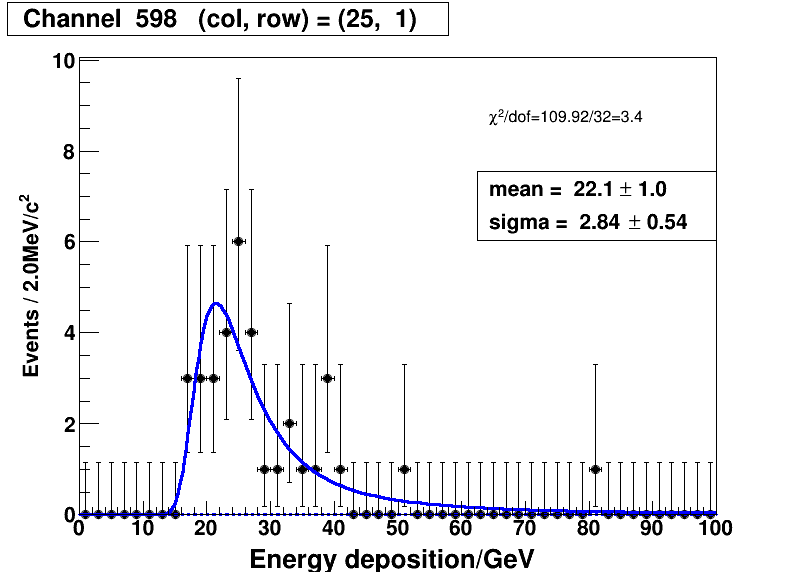 Channel 598 (col, row) = (25, 1)
10
8
6
4
2
0
Events / 2.0MeV/c²
χ²/dof=109.92/32=3.4
mean = 22.1 ± 1.0
sigma = 2.84 ± 0.54
0 10 20 30 40 50 60 70 80 90 100
Energy deposition/GeV